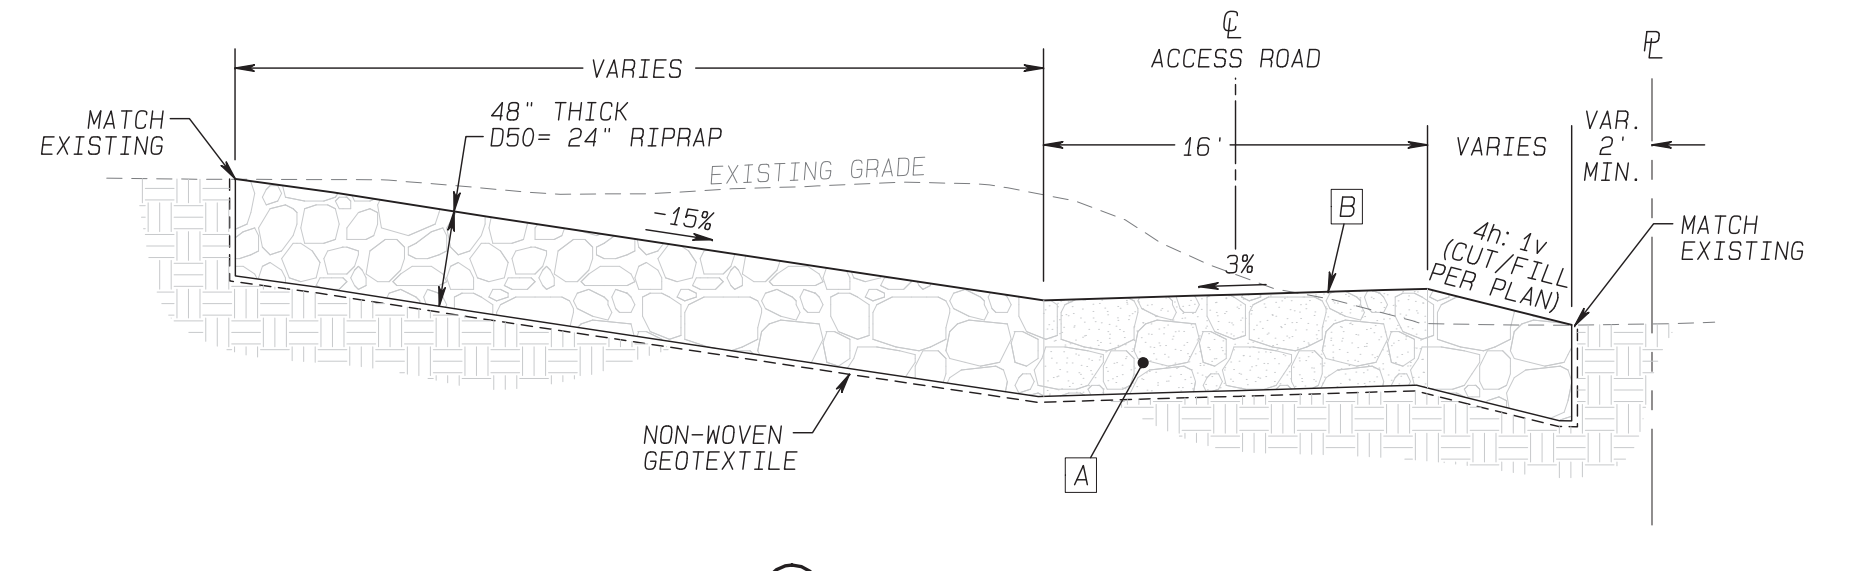 ℄
ACCESS ROAD
℗L
VARIES
48" THICK
D50= 24" RIPRAP
MATCH
EXISTING
EXISTING GRADE
-15%
16'
VARIES
VAR.
2'
MIN.
B
3%
4h: 1v
(CUT/FILL
PER PLAN)
MATCH
EXISTING
NON-WOVEN
GEOTEXTILE
A